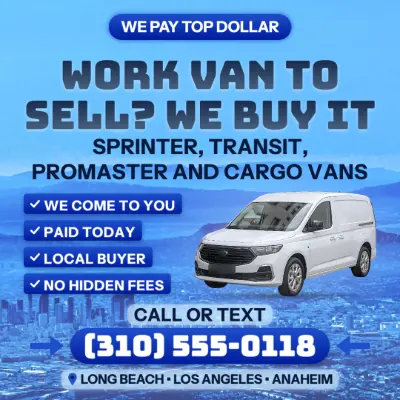 WE PAY TOP DOLLAR
WORK VAN TO
SELL? WE BUY IT
SPRINTER, TRANSIT,
PROMASTER AND CARGO VANS
WE COME TO YOU
PAID TODAY
LOCAL BUYER
NO HIDDEN FEES
CALL OR TEXT
(310) 555-0118
LONG BEACH • LOS ANGELES • ANAHEIM